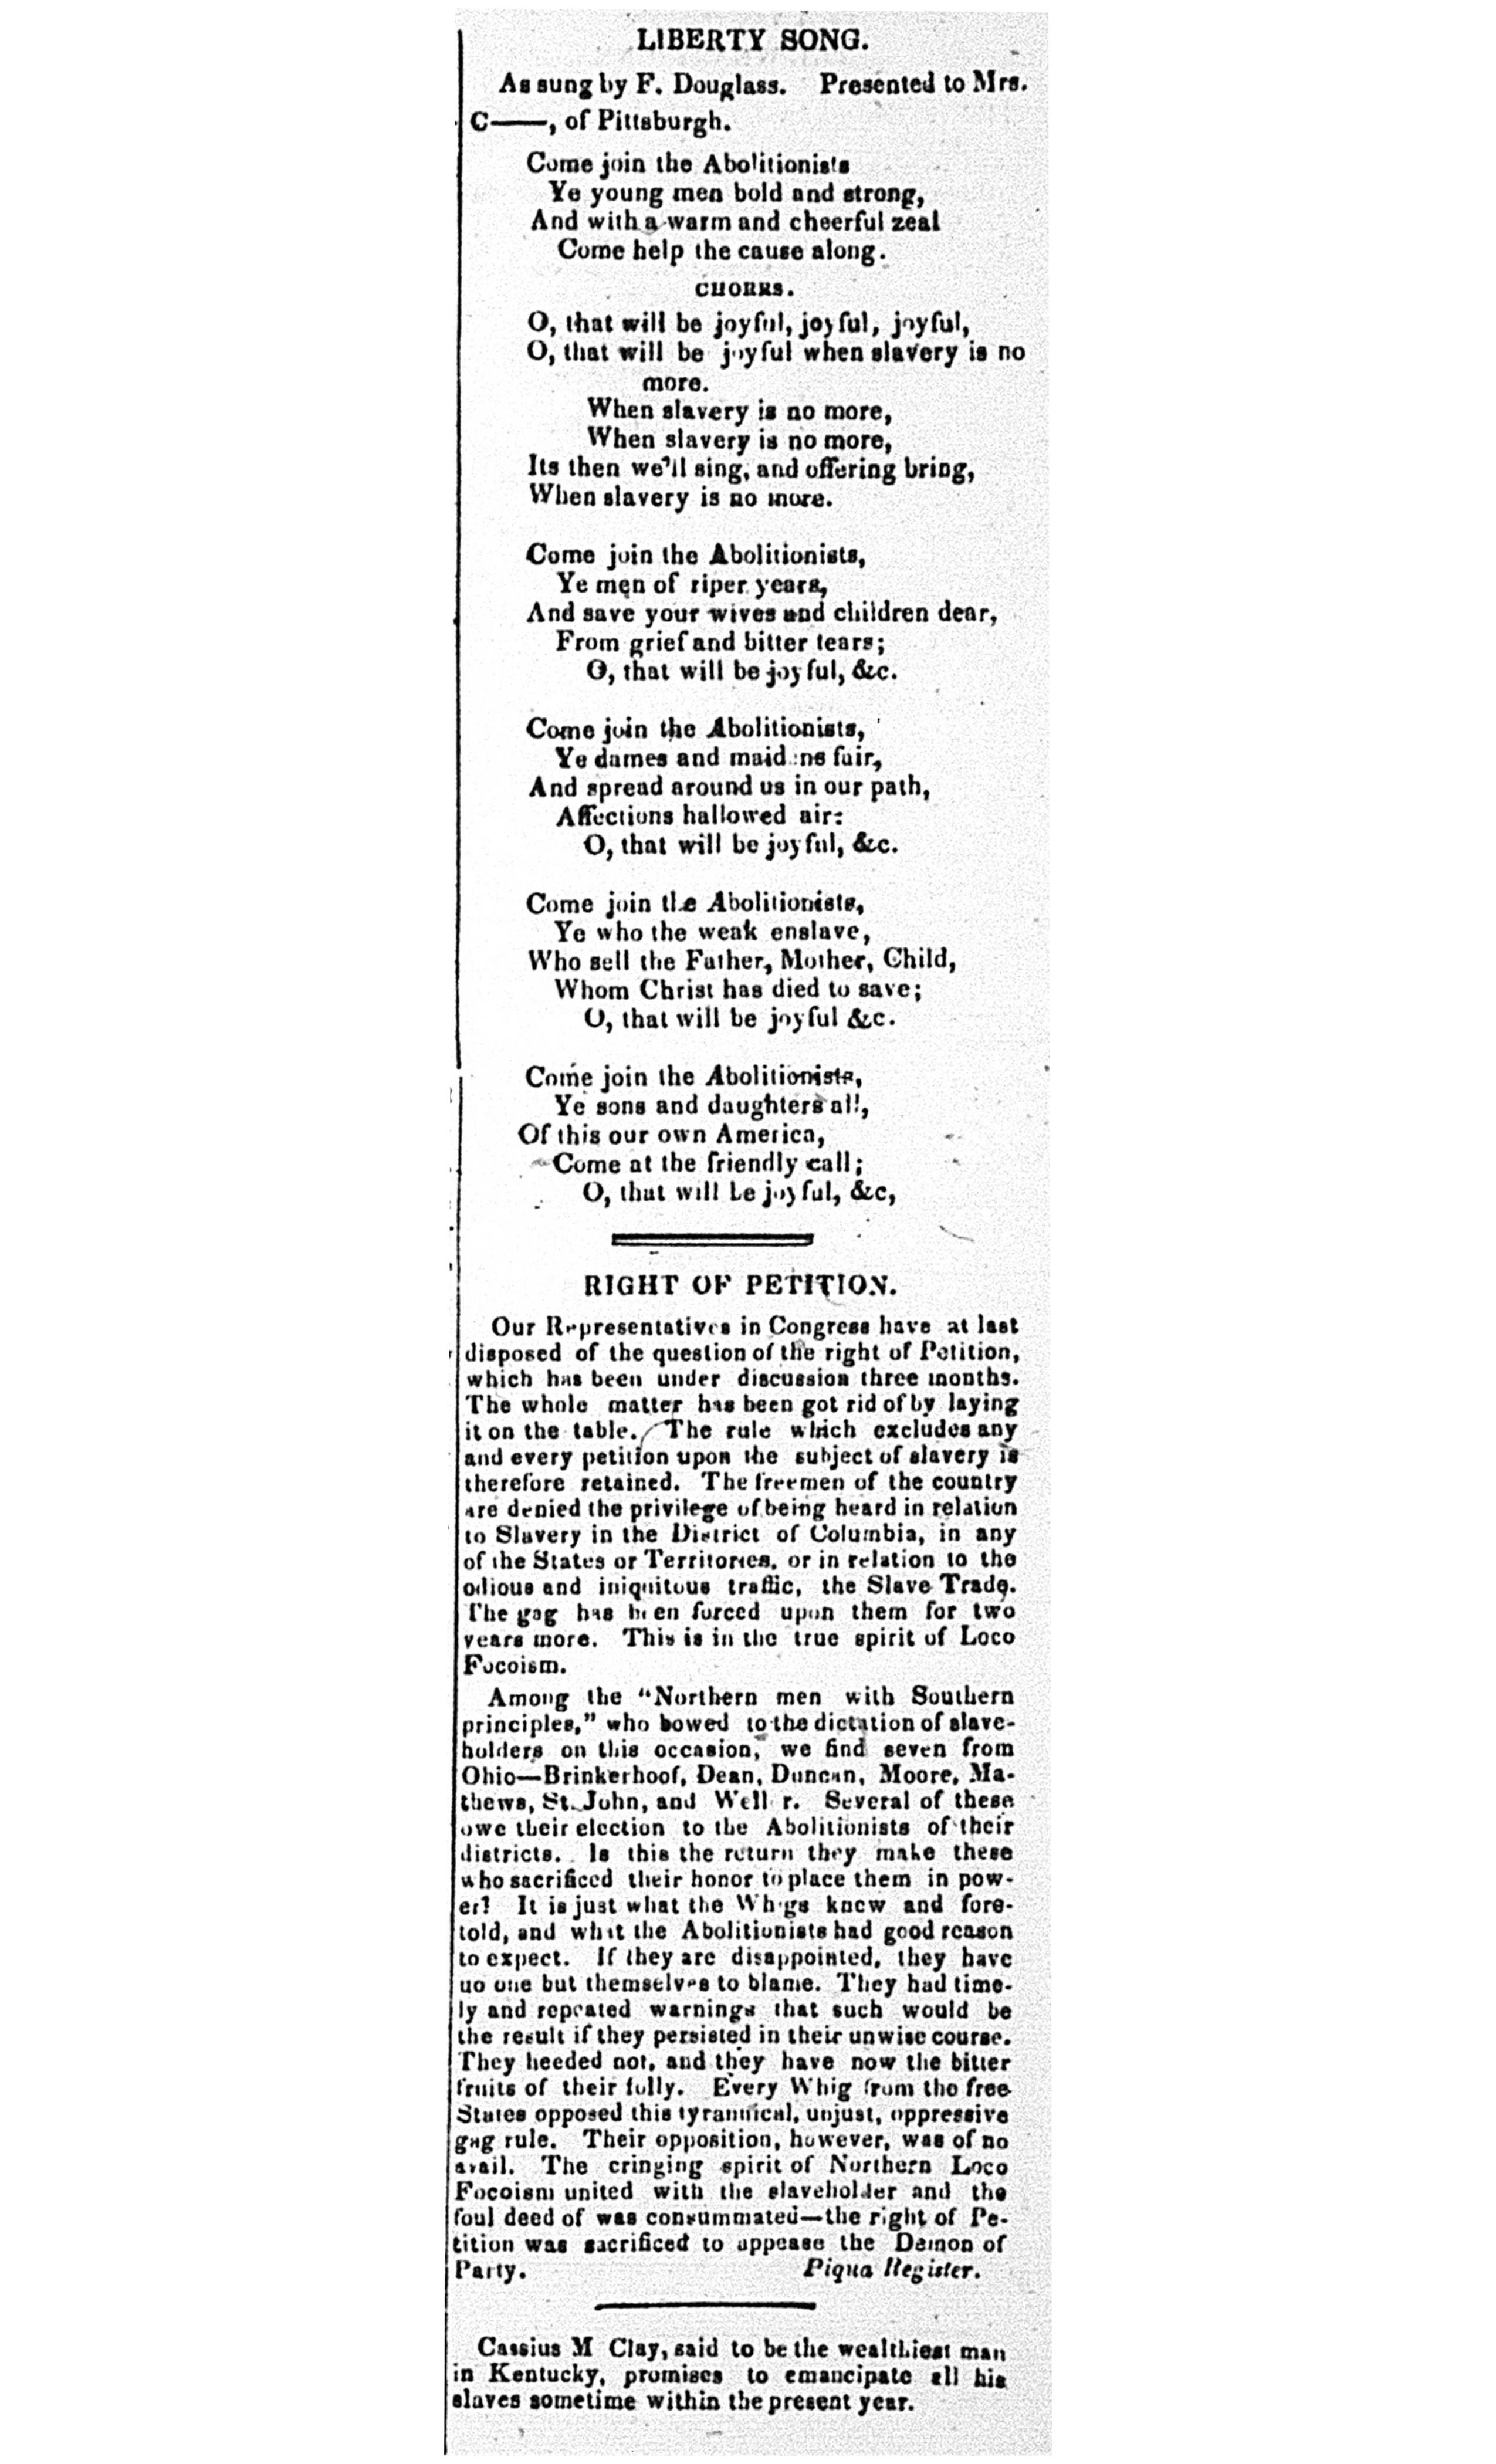 LIBERTY SONG.
As sung by F. Douglass. Presented to Mrs.
C——, of Pittsburgh.
Come join the Abolitionists
Ye young men bold and strong,
And with a warm and cheerful zeal
Come help the cause along.
CHORRS.
O, that will be joyful, joyful, joyful,
O, that will be joyful when slavery is no
more.
When slavery is no more,
When slavery is no more,
Its then we'll sing, and offering bring,
When slavery is no more.
Come join the Abolitionists,
Ye men of riper years,
And save your wives and children dear,
From grief and bitter tears;
O, that will be joyful, &c.
Come join the Abolitionists,
Ye dames and maidens fair,
And spread around us in our path,
Affections hallowed air:
O, that will be joyful, &c.
Come join the Abolitionists,
Ye who the weak enslave,
Who sell the Father, Mother, Child,
Whom Christ has died to save;
O, that will be joyful &c.
Come join the Abolitionists,
Ye sons and daughters all,
Of this our own America,
Come at the friendly call;
O, that will be joyful, &c,
RIGHT OF PETITION.
Our Representatives in Congress have at last
disposed of the question of the right of Petition,
which has been under discussion three months.
The whole matter has been got rid of by laying
it on the table. The rule which excludes any
and every petition upon the subject of slavery is
therefore retained. The freemen of the country
are denied the privilege of being heard in relation
to Slavery in the District of Columbia, in any
of the States or Territories, or in relation to the
odious and iniquitous traffic, the Slave Trade.
The gag has been forced upon them for two
years more. This is in the true spirit of Loco
Focoism.
Among the "Northern men with Southern
principles," who bowed to the dictation of slave-
holders on this occasion, we find seven from
Ohio—Brinkerhoof, Dean, Duncan, Moore, Ma-
thews, St. John, and Weller. Several of these
owe their election to the Abolitionists of their
districts. Is this the return they make these
who sacrificed their honor to place them in pow-
er? It is just what the Whigs knew and fore-
told, and what the Abolitionists had good reason
to expect. If they are disappointed, they have
no one but themselves to blame. They had time-
ly and repeated warnings that such would be
the result if they persisted in their unwise course.
They heeded not, and they have now the bitter
fruits of their folly. Every Whig from the free
States opposed this tyrannical, unjust, oppressive
gag rule. Their opposition, however, was of no
avail. The cringing spirit of Northern Loco
Focoism united with the slaveholder and the
foul deed of was consummated—the right of Pe-
tition was sacrificed to appease the Demon of
Party. Piqua Register.
Cassius M Clay, said to be the wealthiest man
in Kentucky, promises to emancipate all his
slaves sometime within the present year.